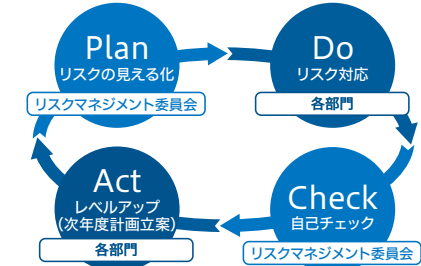 Plan
リスクの見える化
リスクマネジメント委員会
Do
リスク対応
各部門
Check
自己チェック
リスクマネジメント委員会
Act
レベルアップ
(次年度計画立案)
各部門